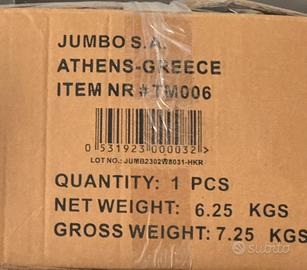 JUMBO S.A.
ATHENS-GREECE
ITEM NR # TM006
0 531923 000032
LOT NO.: JUMB2302W8031-HKR
QUANTITY: 1 PCS
NET WEIGHT: 6.25 KGS
GROSS WEIGHT: 7.25 KGS
subito